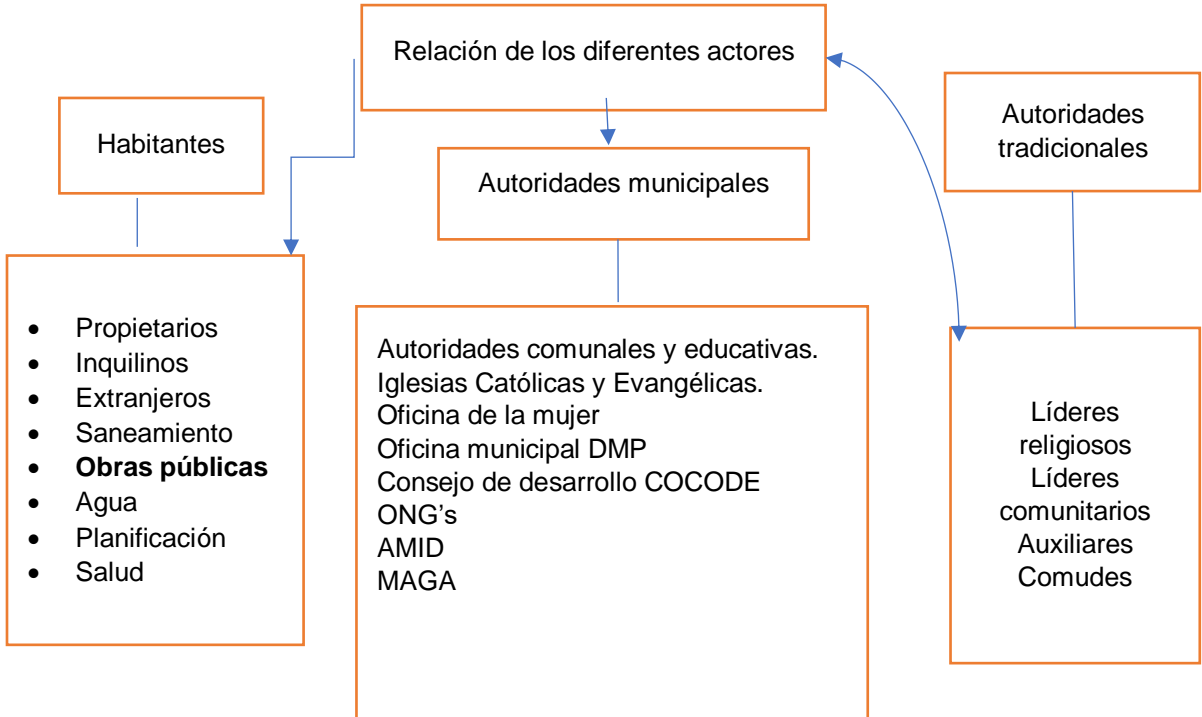 Relación de los diferentes actores
Habitantes
Autoridades municipales
Autoridades
tradicionales
• Propietarios
• Inquilinos
• Extranjeros
• Saneamiento
• Obras públicas
• Agua
• Planificación
• Salud
Autoridades comunales y educativas.
Iglesias Católicas y Evangélicas.
Oficina de la mujer
Oficina municipal DMP
Consejo de desarrollo COCODE
ONG’s
AMID
MAGA
Líderes
religiosos
Líderes
comunitarios
Auxiliares
Comudes